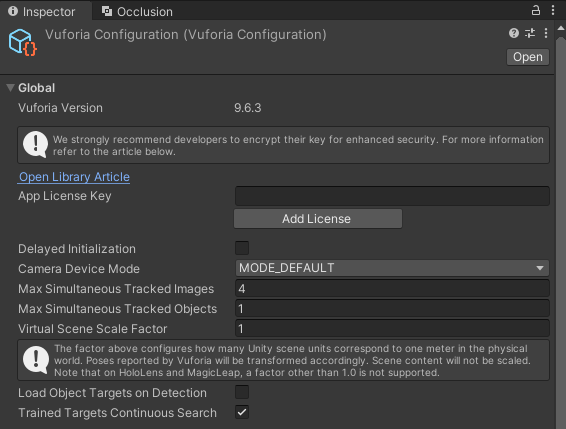 Inspector Occlusion
Vuforia Configuration (Vuforia Configuration)
Open
Global
Vuforia Version 9.6.3
We strongly recommend developers to encrypt their key for enhanced security. For more information
refer to the article below.
Open Library Article
App License Key
Add License
Delayed Initialization
Camera Device Mode MODE_DEFAULT
Max Simultaneous Tracked Images 4
Max Simultaneous Tracked Objects 1
Virtual Scene Scale Factor 1
The factor above configures how many Unity scene units correspond to one meter in the physical
world. Poses reported by Vuforia will be transformed accordingly. Scene content will not be scaled.
Note that on HoloLens and MagicLeap, a factor other than 1.0 is not supported.
Load Object Targets on Detection
Trained Targets Continuous Search